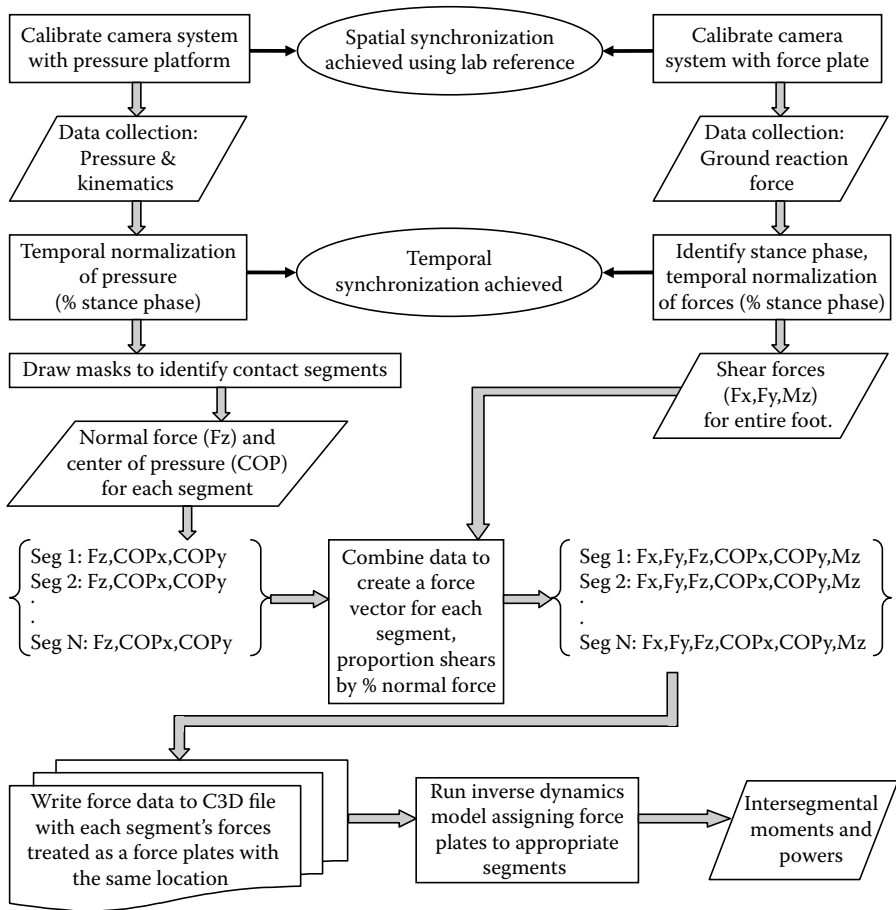 Calibrate camera system
with pressure platform
Spatial synchronization
achieved using lab reference
Calibrate camera
system with force plate
Data collection:
Pressure &
kinematics
Data collection:
Ground reaction
force
Temporal normalization
of pressure
(% stance phase)
Temporal
synchronization achieved
Identify stance phase,
temporal normalization
of forces (% stance phase)
Draw masks to identify contact segments
Shear forces
(Fx,Fy,Mz)
for entire foot.
Normal force (Fz) and
center of pressure (COP)
for each segment
Seg 1: Fz,COPx,COPy
Seg 2: Fz,COPx,COPy
.
.
Seg N: Fz,COPx,COPy
Combine data to
create a force
vector for each
segment,
proportion shears
by % normal force
Seg 1: Fx,Fy,Fz,COPx,COPy,Mz
Seg 2: Fx,Fy,Fz,COPx,COPy,Mz
.
.
Seg N: Fx,Fy,Fz,COPx,COPy,Mz
Write force data to C3D file
with each segment's forces
treated as a force plates with
the same location
Run inverse dynamics
model assigning force
plates to appropriate
segments
Intersegmental
moments and
powers